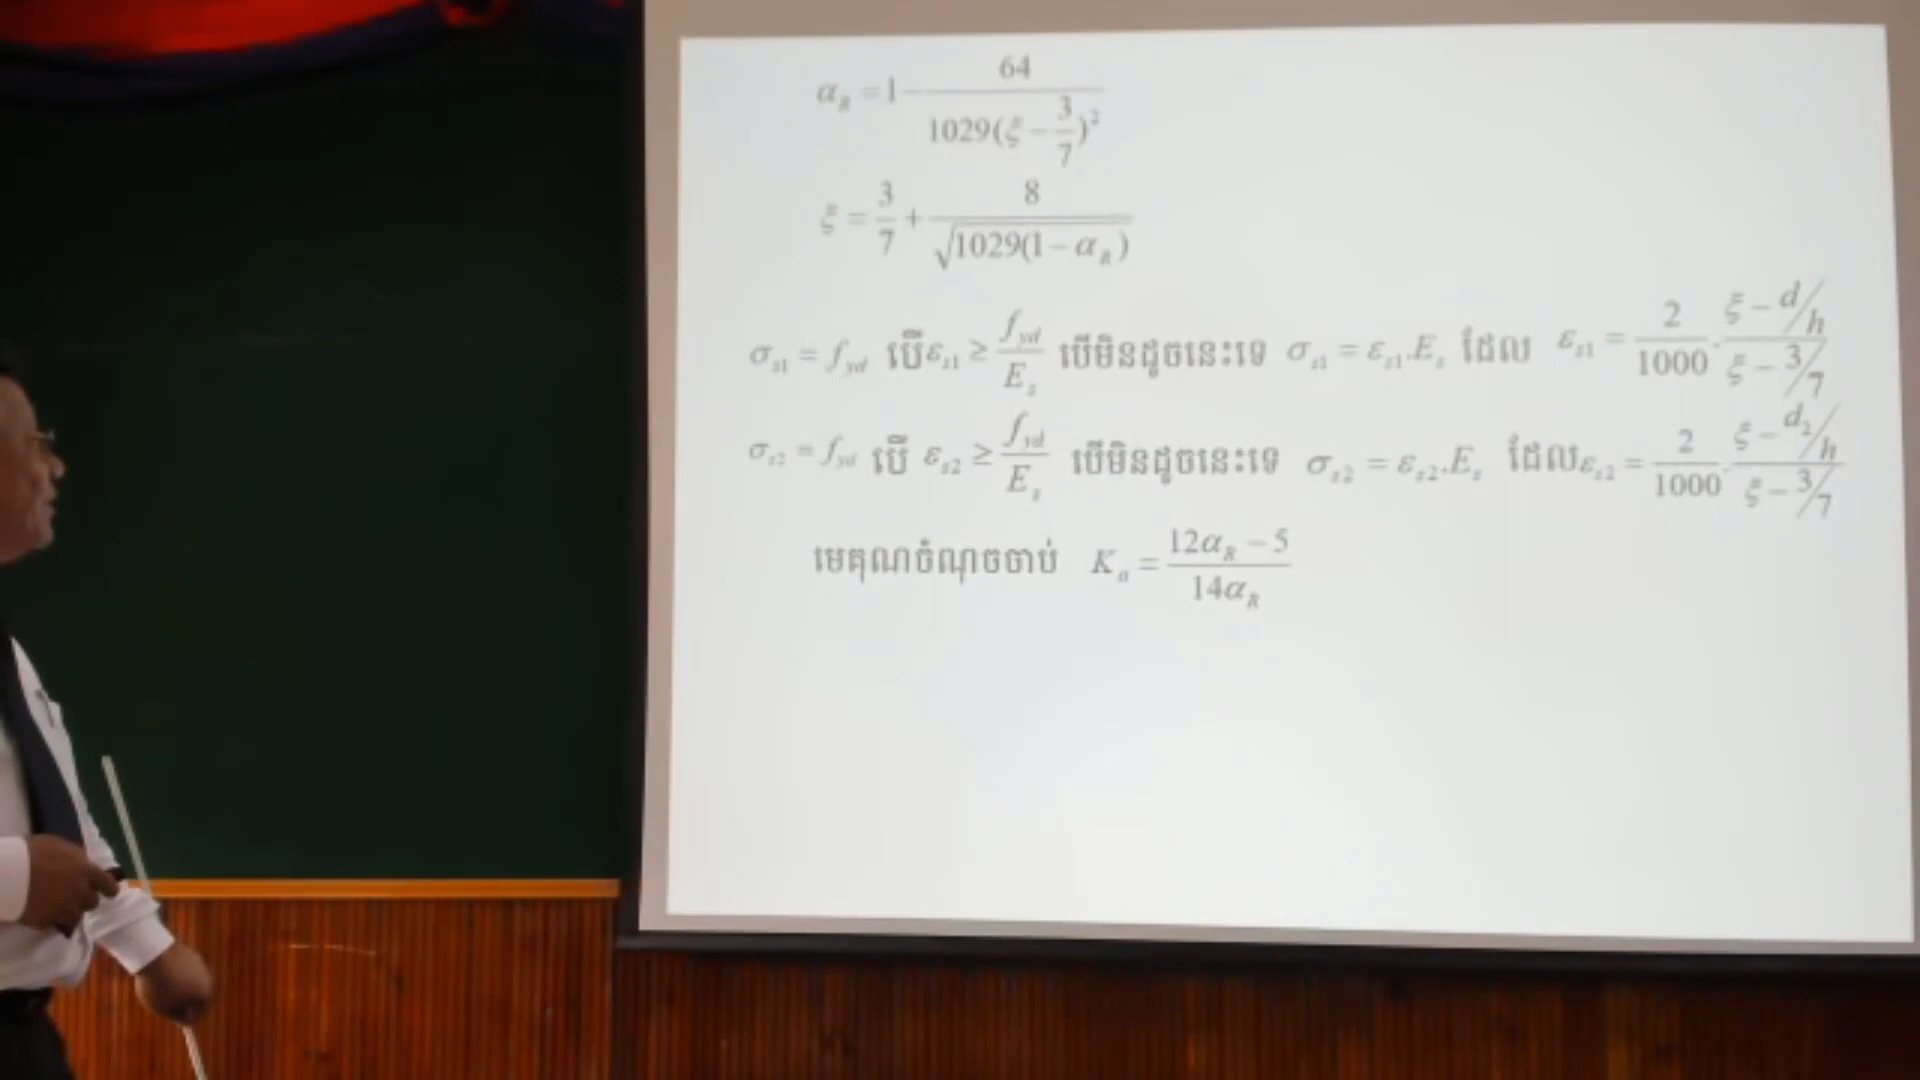 α_R = 1 - 64 / 1029(ξ - 3/7)²
ξ = 3/7 + 8 / √1029(1 - α_R)
σ_s1 = f_yd បើ ε_s1 ≥ f_yd / E_s បើមិនដូចនេះទេ σ_s1 = ε_s1.E_s ដែល ε_s1 = 2/1000 . (ξ - d/h) / (ξ - 3/7)
σ_s2 = f_yd បើ ε_s2 ≥ f_yd / E_s បើមិនដូចនេះទេ σ_s2 = ε_s2.E_s ដែល ε_s2 = 2/1000 . (ξ - d_2/h) / (ξ - 3/7)
មេគុណចំណុចចាប់ K_a = (12α_R - 5) / 14α_R